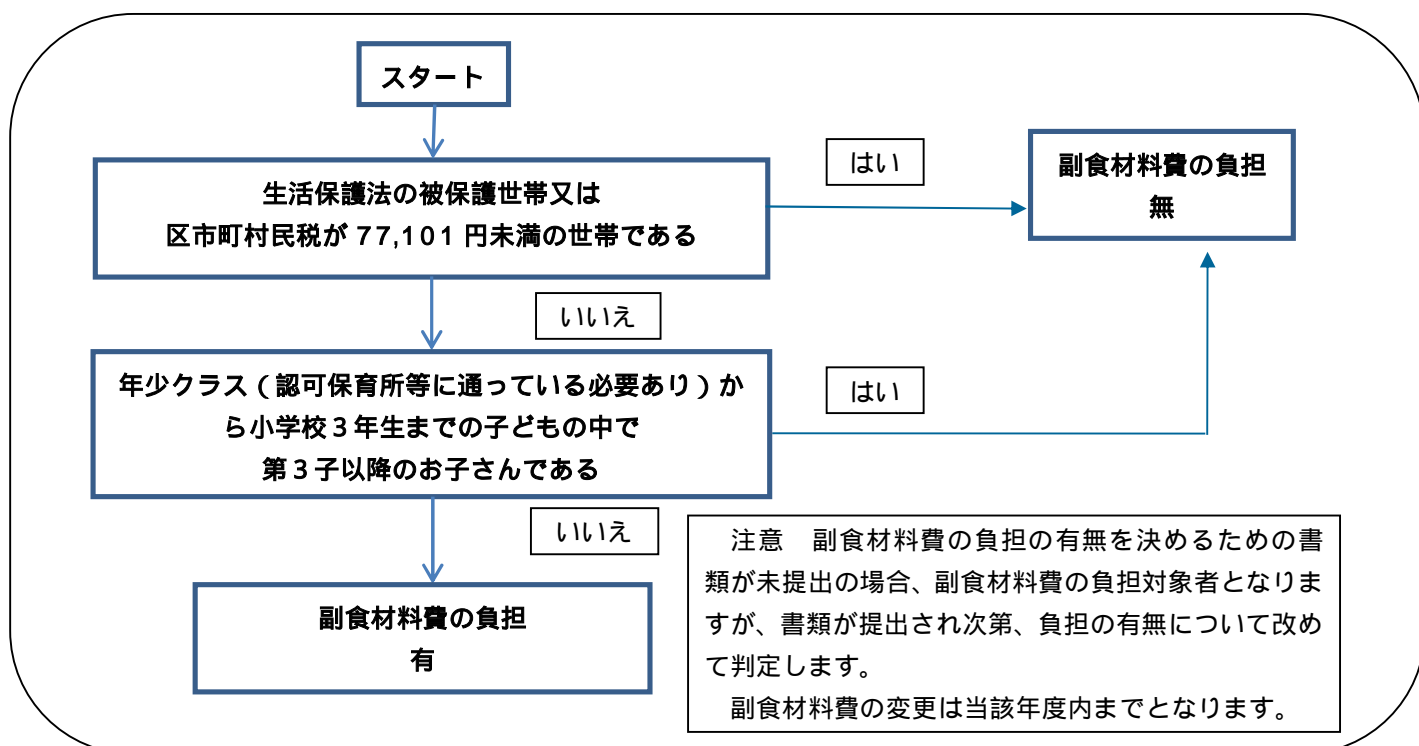 スタート
生活保護法の被保護世帯又は
区市町村民税が 77,101 円未満の世帯である
はい
副食材料費の負担
無
いいえ
年少クラス（認可保育所等に通っている必要あり）か
ら小学校３年生までの子どもの中で
第３子以降のお子さんである
はい
いいえ
副食材料費の負担
有
注意　副食材料費の負担の有無を決めるための書
類が未提出の場合、副食材料費の負担対象者となりま
すが、書類が提出され次第、負担の有無について改め
て判定します。
副食材料費の変更は当該年度内までとなります。